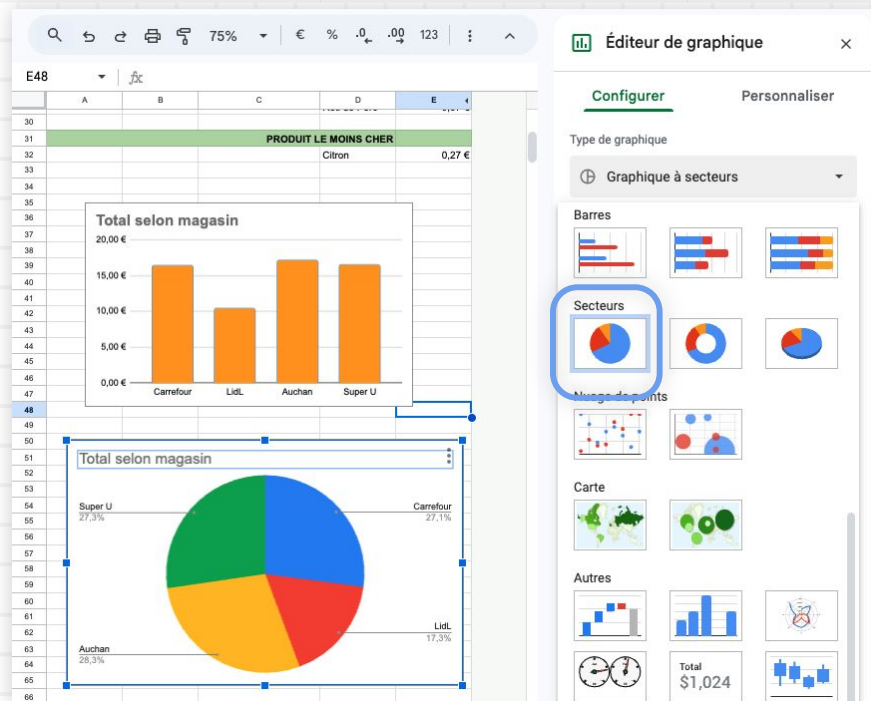 75%
€
%
.0
.00
123
E48
fx
A B C D E
30
31 PRODUIT LE MOINS CHER
32 Citron 0,27 €
33
34
35
36
37
38
39
40
41
42
43
44
45
46
47
48
49
50
51
52
53
54
55
56
57
58
59
60
61
62
63
64
65
66
Total selon magasin
20,00 €
15,00 €
10,00 €
5,00 €
0,00 €
Carrefour LidL Auchan Super U
Total selon magasin
Super U
27,3%
Carrefour
27,1%
LidL
17,3%
Auchan
28,3%
Éditeur de graphique
Configurer Personnaliser
Type de graphique
Graphique à secteurs
Barres
Secteurs
Nuage de points
Carte
Autres
Total
$1,024